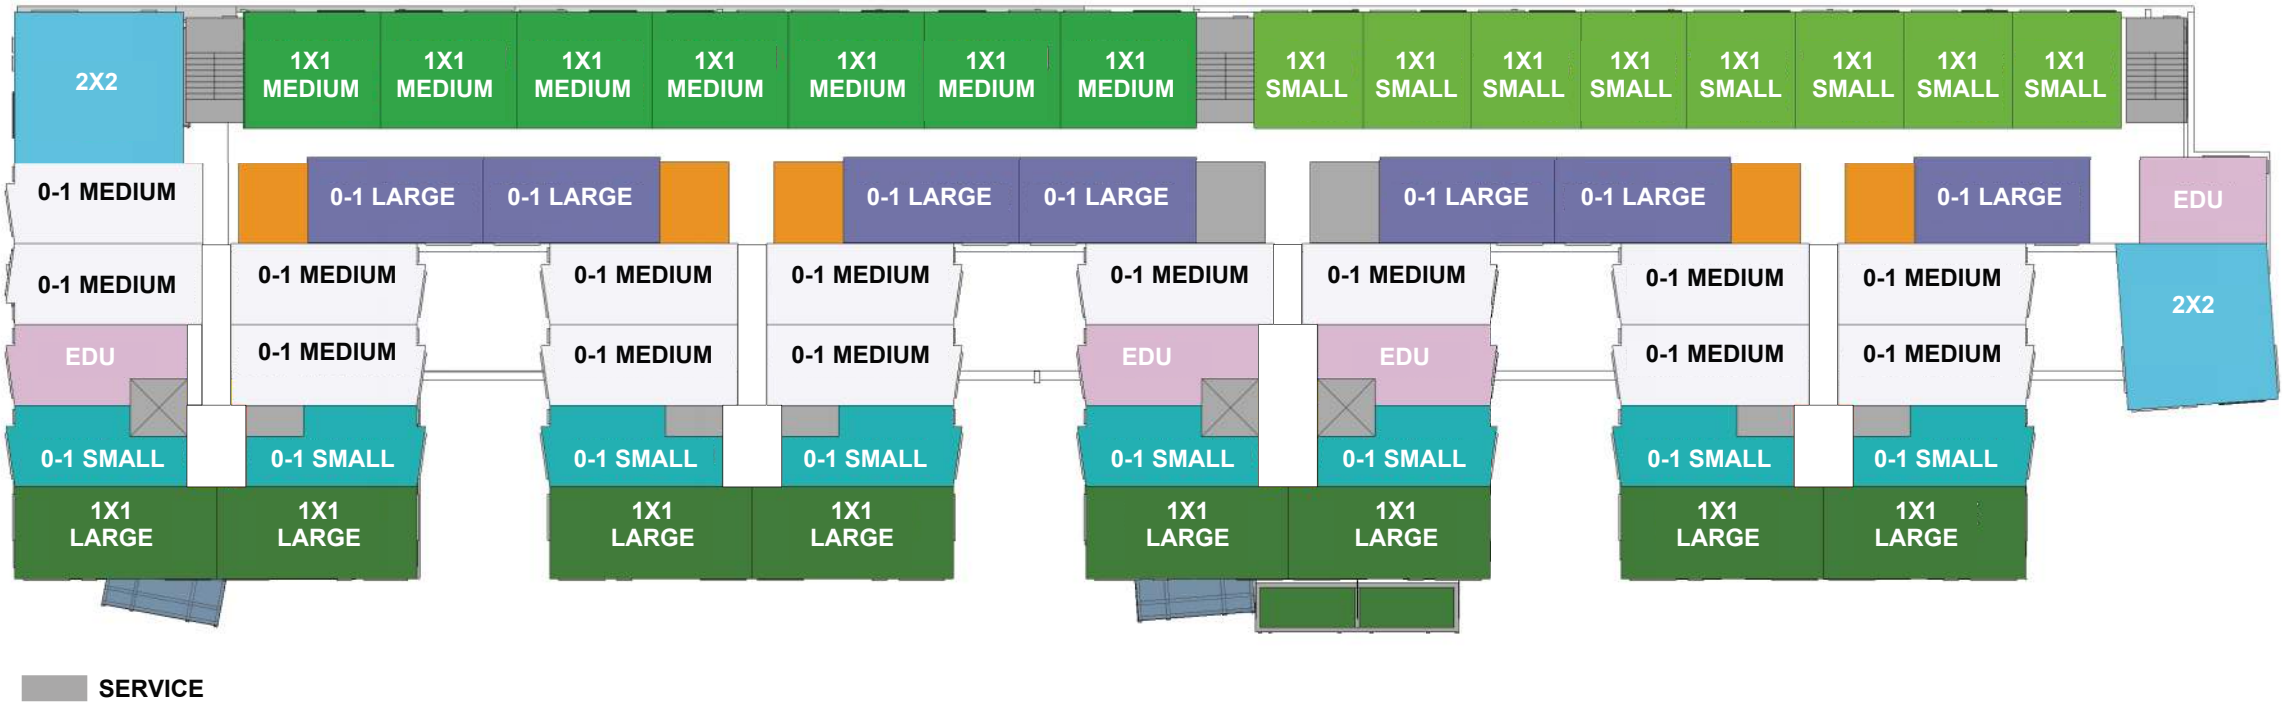 2X2
1X1
MEDIUM
1X1
MEDIUM
1X1
MEDIUM
1X1
MEDIUM
1X1
MEDIUM
1X1
MEDIUM
1X1
MEDIUM
1X1
SMALL
1X1
SMALL
1X1
SMALL
1X1
SMALL
1X1
SMALL
1X1
SMALL
1X1
SMALL
1X1
SMALL
0-1 MEDIUM
0-1 LARGE
0-1 LARGE
0-1 LARGE
0-1 LARGE
0-1 LARGE
0-1 LARGE
0-1 LARGE
EDU
0-1 MEDIUM
0-1 MEDIUM
0-1 MEDIUM
0-1 MEDIUM
0-1 MEDIUM
0-1 MEDIUM
0-1 MEDIUM
0-1 MEDIUM
2X2
EDU
0-1 MEDIUM
0-1 MEDIUM
0-1 MEDIUM
EDU
EDU
0-1 MEDIUM
0-1 MEDIUM
0-1 SMALL
0-1 SMALL
0-1 SMALL
0-1 SMALL
0-1 SMALL
0-1 SMALL
0-1 SMALL
0-1 SMALL
1X1
LARGE
1X1
LARGE
1X1
LARGE
1X1
LARGE
1X1
LARGE
1X1
LARGE
1X1
LARGE
1X1
LARGE
SERVICE